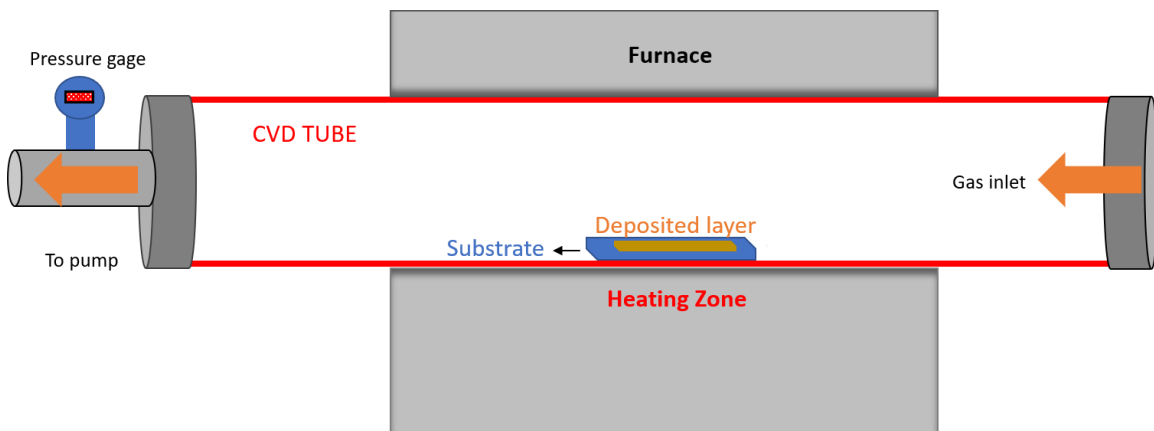 Furnace
Pressure gage
CVD TUBE
Gas inlet
Deposited layer
Substrate
To pump
Heating Zone